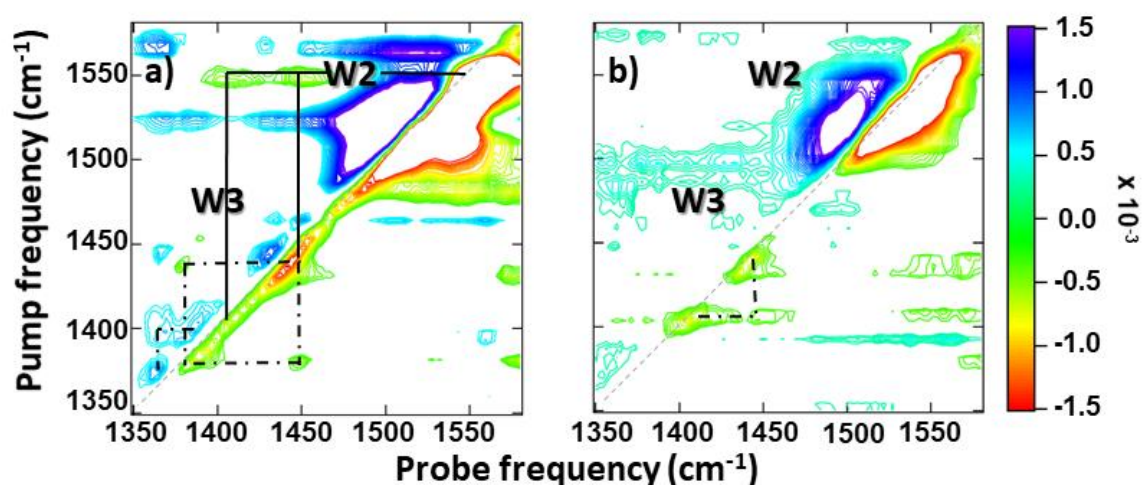 a)
W2
W3
b)
W2
W3
Pump frequency (cm-1)
1550
1500
1450
1400
1350
1350 1400 1450 1500 1550
1350 1400 1450 1500 1550
Probe frequency (cm-1)
1.5
1.0
0.5
0.0
-0.5
-1.0
-1.5
x 10-3